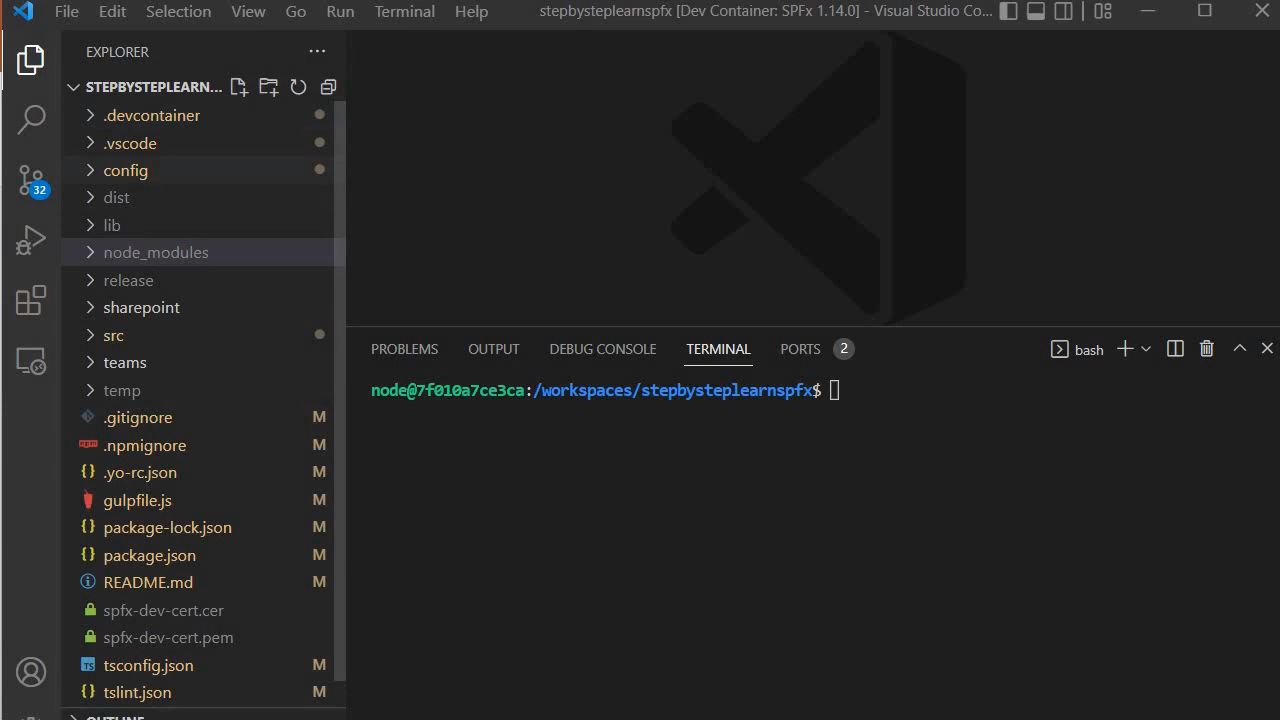 File Edit Selection View Go Run Terminal Help stepbysteplearnspfx [Dev Container: SPFx 1.14.0] - Visual Studio Co...
EXPLORER
STEPBYSTEPLEARN...
.devcontainer
.vscode
config
dist
32
lib
node_modules
release
sharepoint
src
teams
temp
.gitignore M
npm .npmignore M
{} .yo-rc.json M
gulpfile.js M
{} package-lock.json M
{} package.json M
README.md M
spfx-dev-cert.cer
spfx-dev-cert.pem
TS tsconfig.json M
{} tslint.json M
OUTLINE
PROBLEMS OUTPUT DEBUG CONSOLE TERMINAL PORTS 2 bash
node@7f010a7ce3ca:/workspaces/stepbysteplearnspfx$